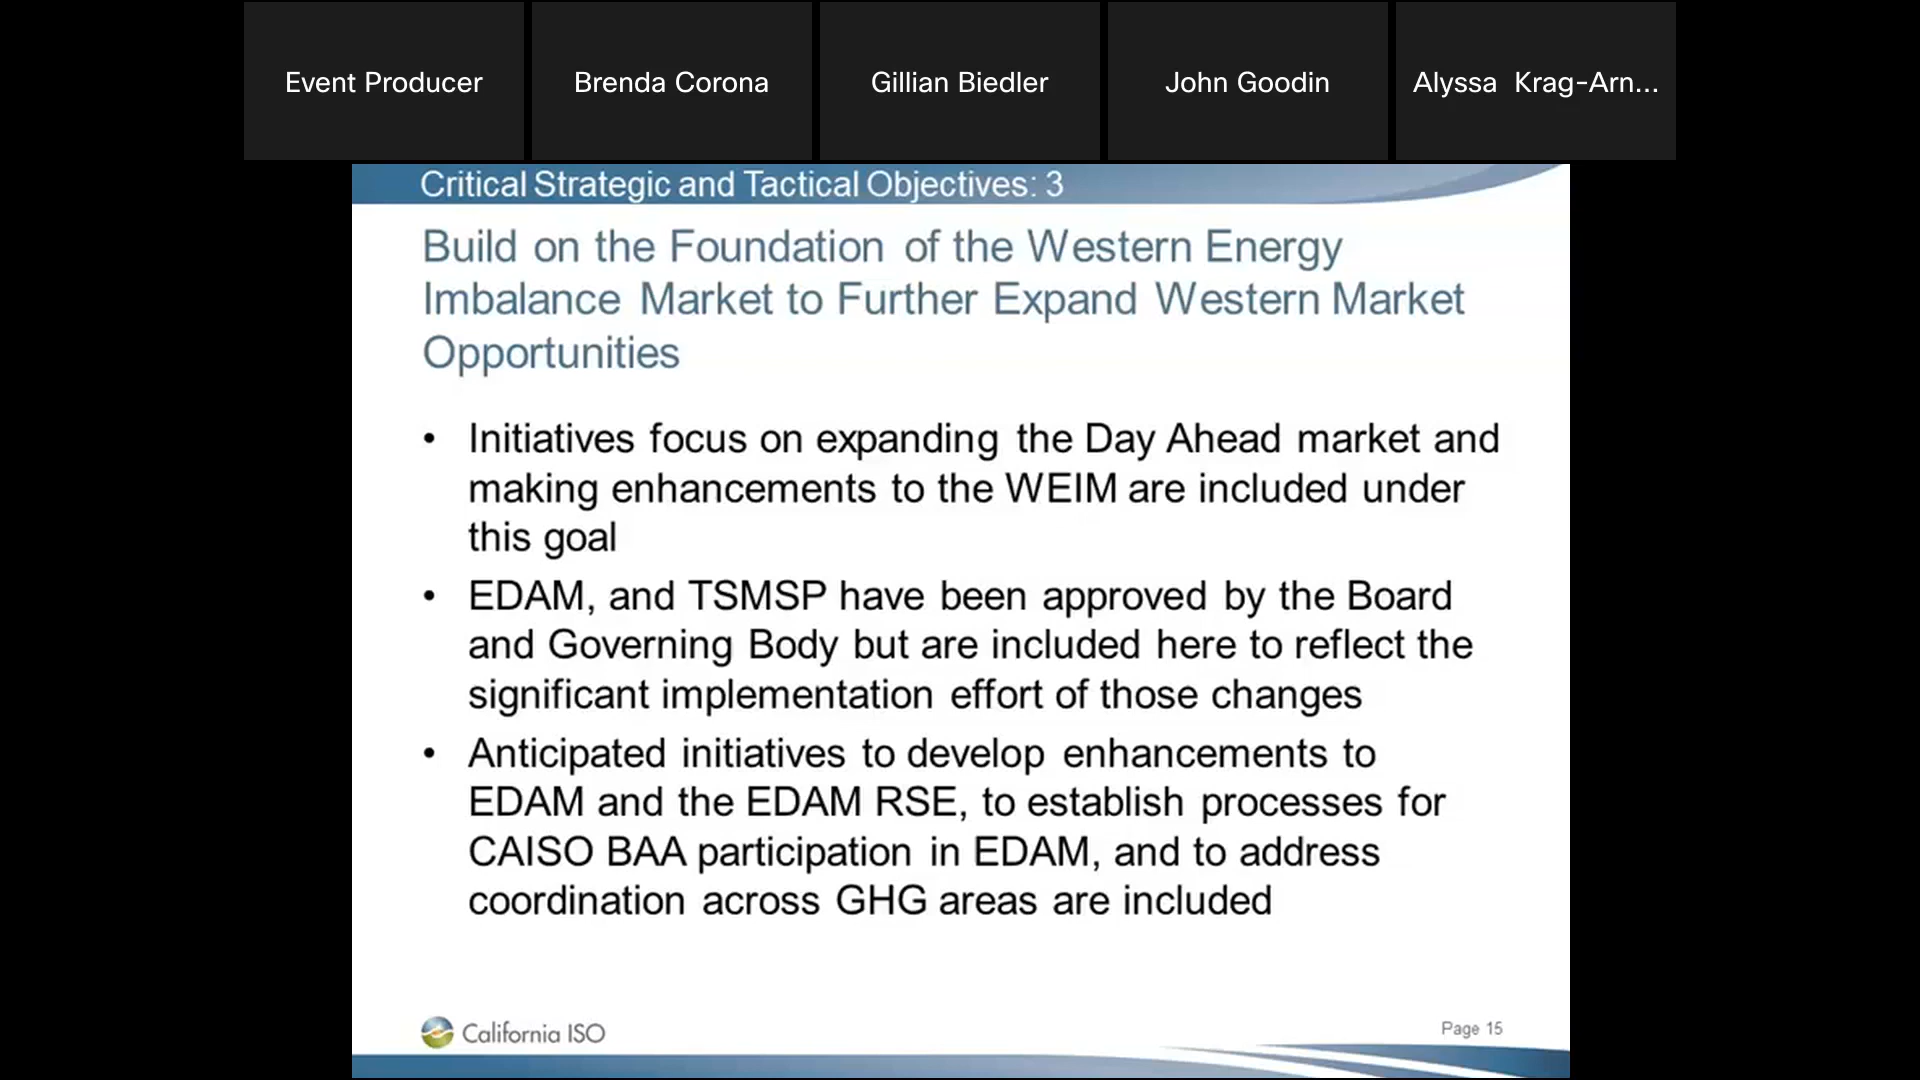 Event Producer
Brenda Corona
Gillian Biedler
John Goodin
Alyssa Krag-Arn...
Critical Strategic and Tactical Objectives: 3
Build on the Foundation of the Western Energy
Imbalance Market to Further Expand Western Market
Opportunities
• Initiatives focus on expanding the Day Ahead market and
making enhancements to the WEIM are included under
this goal
• EDAM, and TSMSP have been approved by the Board
and Governing Body but are included here to reflect the
significant implementation effort of those changes
• Anticipated initiatives to develop enhancements to
EDAM and the EDAM RSE, to establish processes for
CAISO BAA participation in EDAM, and to address
coordination across GHG areas are included
California ISO
Page 15